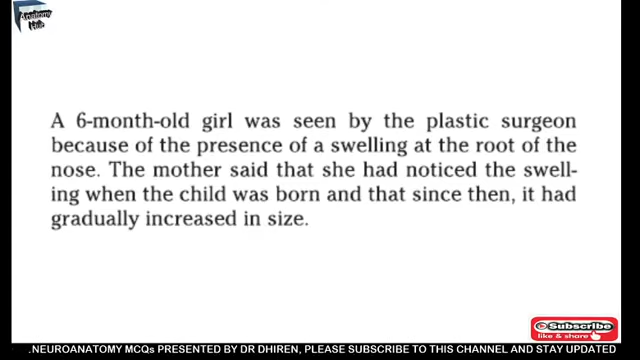 Anatomy
Hub
A 6-month-old girl was seen by the plastic surgeon
because of the presence of a swelling at the root of the
nose. The mother said that she had noticed the swell-
ing when the child was born and that since then, it had
gradually increased in size.
Subscribe
like & share
.NEUROANATOMY MCQs PRESENTED BY DR DHIREN, PLEASE SUBSCRIBE TO THIS CHANNEL AND STAY UPDATED